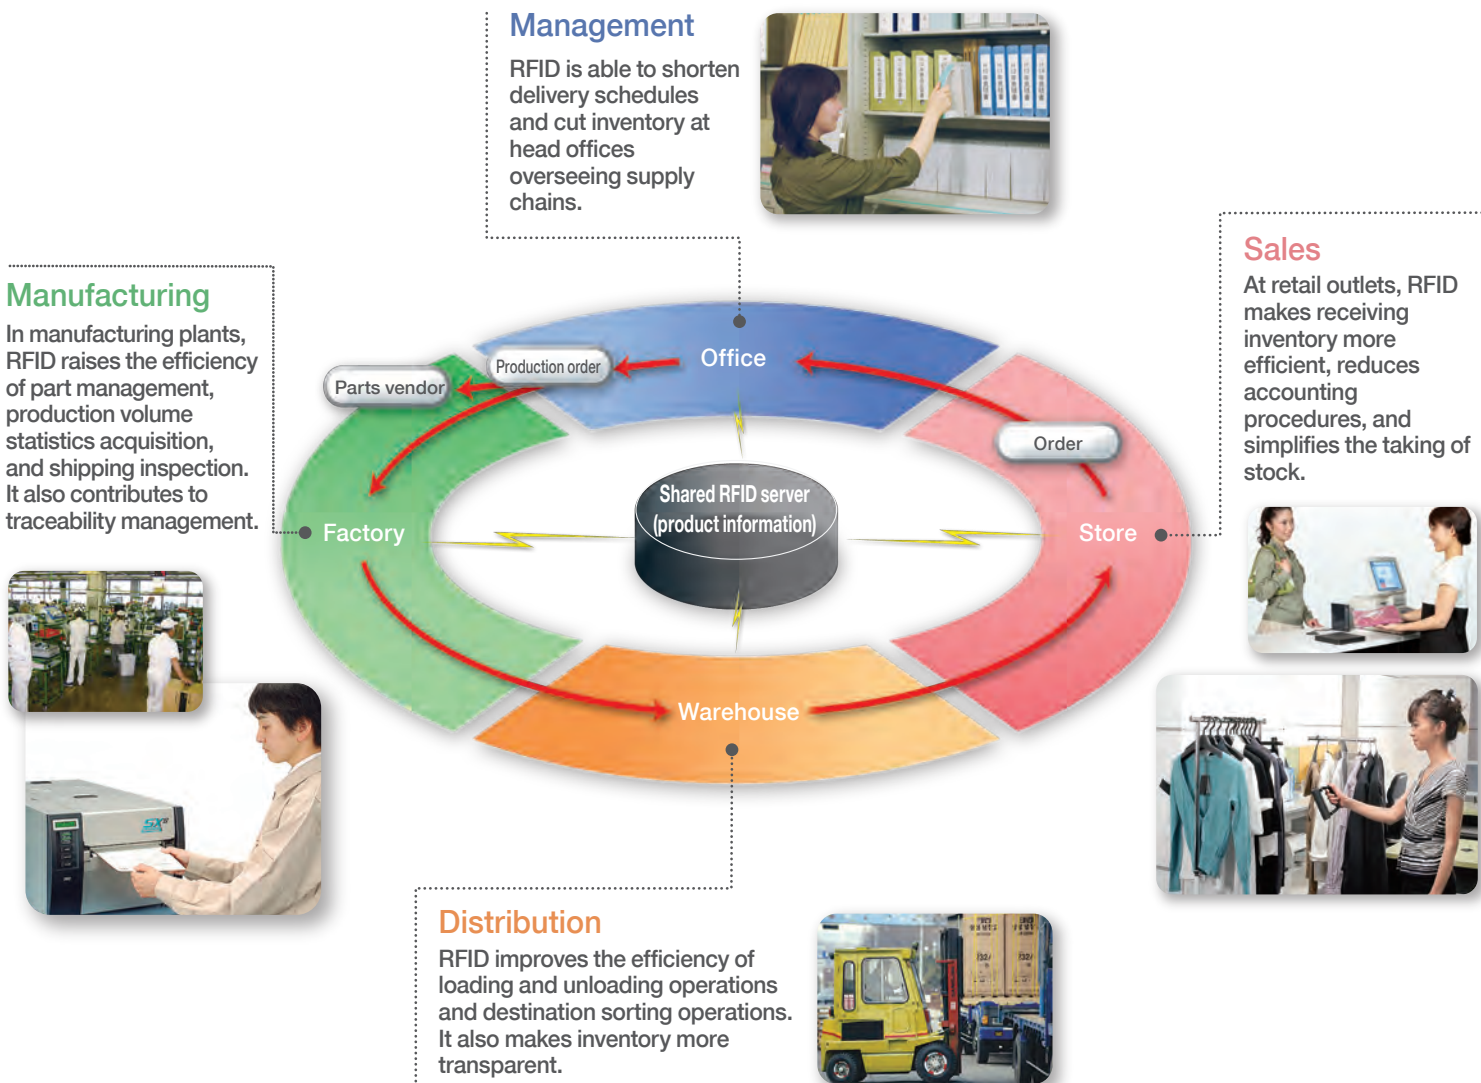 Management
RFID is able to shorten
delivery schedules
and cut inventory at
head offices
overseeing supply
chains.
Sales
At retail outlets, RFID
makes receiving
inventory more
efficient, reduces
accounting
procedures, and
simplifies the taking of
stock.
Manufacturing
In manufacturing plants,
RFID raises the efficiency
of part management,
production volume
statistics acquisition,
and shipping inspection.
It also contributes to
traceability management.
Office
Production order
Parts vendor
Order
Shared RFID server
(product information)
Factory
Store
Warehouse
SX
Distribution
RFID improves the efficiency of
loading and unloading operations
and destination sorting operations.
It also makes inventory more
transparent.